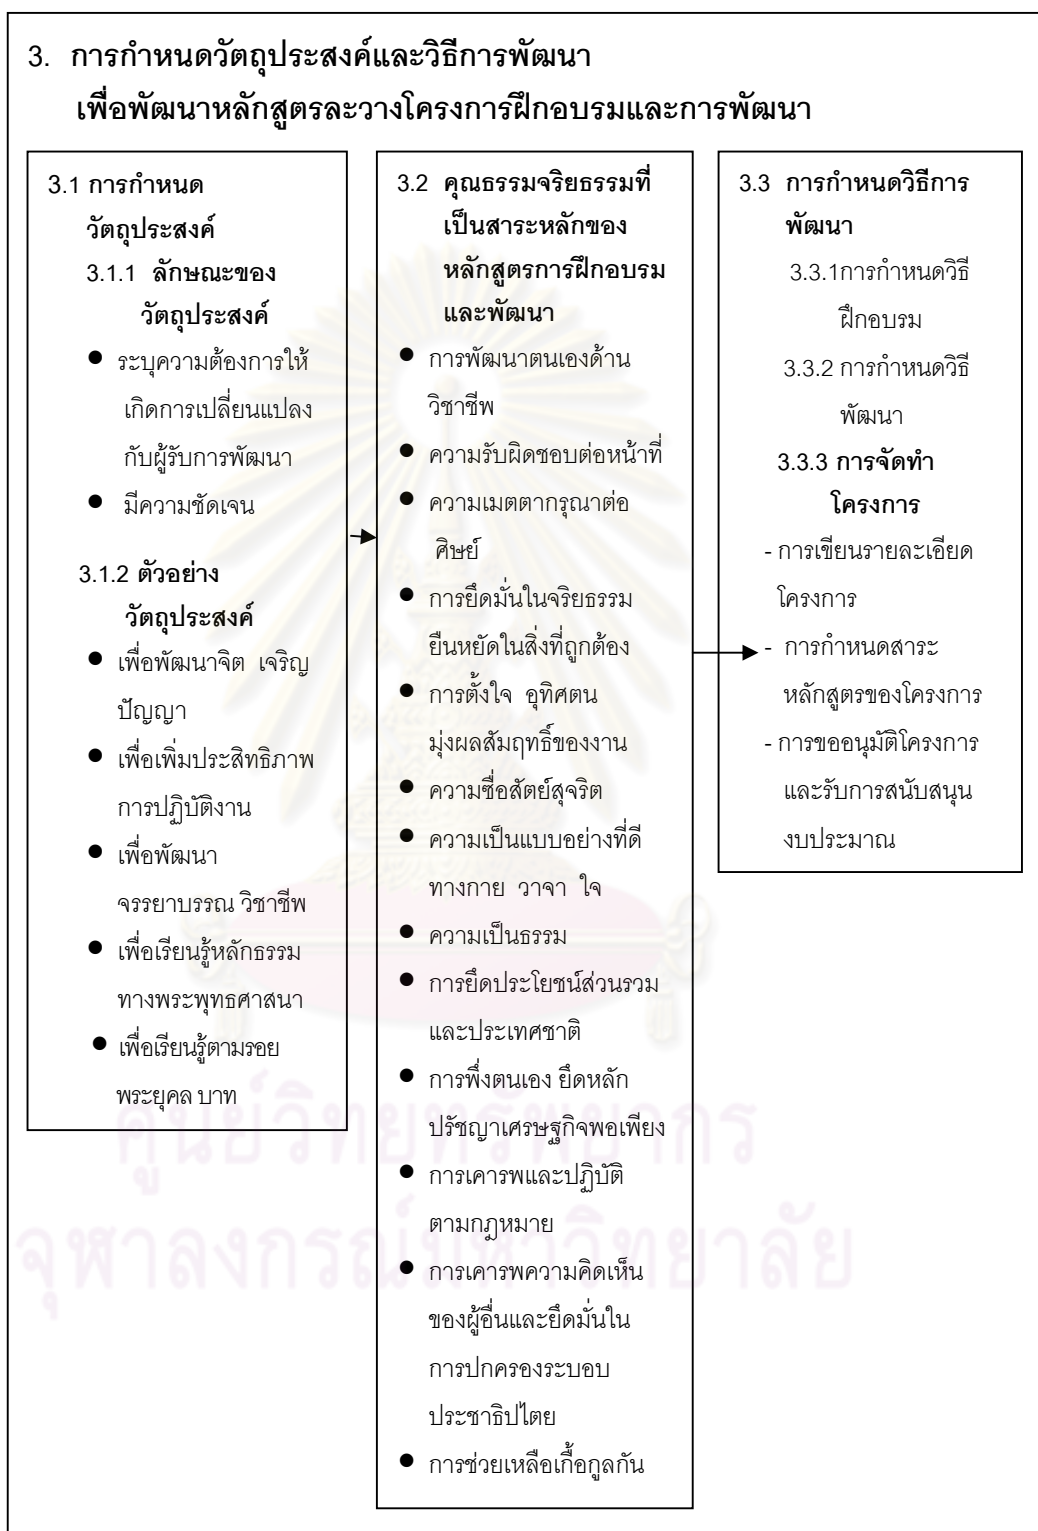 3. การกำหนดวัตถุประสงค์และวิธีการพัฒนา
เพื่อพัฒนาหลักสูตรละวางโครงการฝึกอบรมและการพัฒนา
3.1 การกำหนด
วัตถุประสงค์
3.1.1 ลักษณะของ
วัตถุประสงค์
● ระบุความต้องการให้
เกิดการเปลี่ยนแปลง
กับผู้รับการพัฒนา
● มีความชัดเจน
3.1.2 ตัวอย่าง
วัตถุประสงค์
● เพื่อพัฒนาจิต เจริญ
ปัญญา
● เพื่อเพิ่มประสิทธิภาพ
การปฏิบัติงาน
● เพื่อพัฒนา
จรรยาบรรณ วิชาชีพ
● เพื่อเรียนรู้หลักธรรม
ทางพระพุทธศาสนา
● เพื่อเรียนรู้ตามรอย
พระยุคล บาท
3.2 คุณธรรมจริยธรรมที่
เป็นสาระหลักของ
หลักสูตรการฝึกอบรม
และพัฒนา
● การพัฒนาตนเองด้าน
วิชาชีพ
● ความรับผิดชอบต่อหน้าที่
● ความเมตตากรุณาต่อ
ศิษย์
● การยึดมั่นในจริยธรรม
ยืนหยัดในสิ่งที่ถูกต้อง
● การตั้งใจ อุทิศตน
มุ่งผลสัมฤทธิ์ของงาน
● ความซื่อสัตย์สุจริต
● ความเป็นแบบอย่างที่ดี
ทางกาย วาจา ใจ
● ความเป็นธรรม
● การยึดประโยชน์ส่วนรวม
และประเทศชาติ
● การพึ่งตนเอง ยึดหลัก
ปรัชญาเศรษฐกิจพอเพียง
● การเคารพและปฏิบัติ
ตามกฎหมาย
● การเคารพความคิดเห็น
ของผู้อื่นและยึดมั่นใน
การปกครองระบอบ
ประชาธิปไตย
● การช่วยเหลือเกื้อกูลกัน
3.3 การกำหนดวิธีการ
พัฒนา
3.3.1การกำหนดวิธี
ฝึกอบรม
3.3.2 การกำหนดวิธี
พัฒนา
3.3.3 การจัดทำ
โครงการ
- การเขียนรายละเอียด
โครงการ
- การกำหนดสาระ
หลักสูตรของโครงการ
- การขออนุมัติโครงการ
และรับการสนับสนุน
งบประมาณ
ศูนย์วิทยทรัพยากร
จุฬาลงกรณ์มหาวิทยาลัย